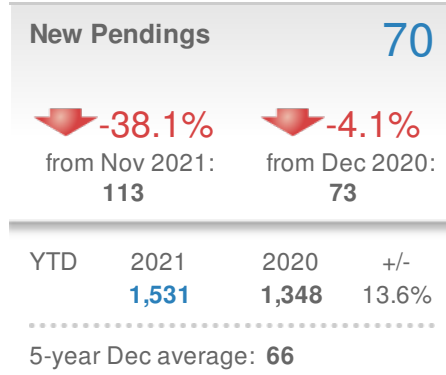 New Pendings 70
-38.1% -4.1%
from Nov 2021: from Dec 2020:
113 73
YTD 2021 2020 +/-
1,531 1,348 13.6%
5-year Dec average: 66